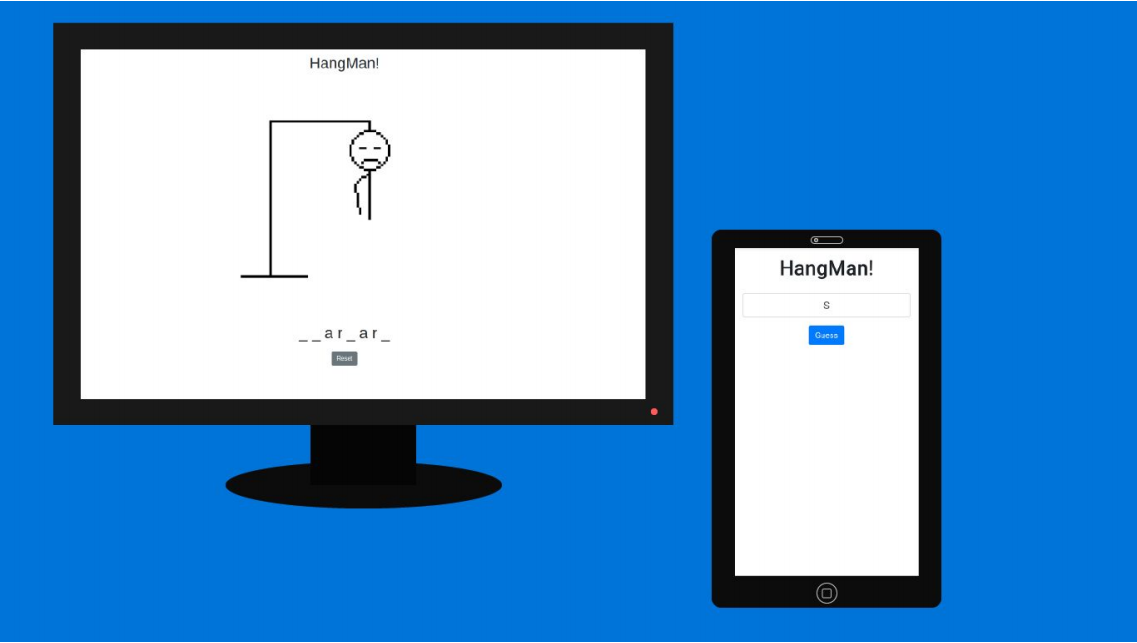 HangMan!
_ _ a r _ a r _
Reset
HangMan!
S
Guess